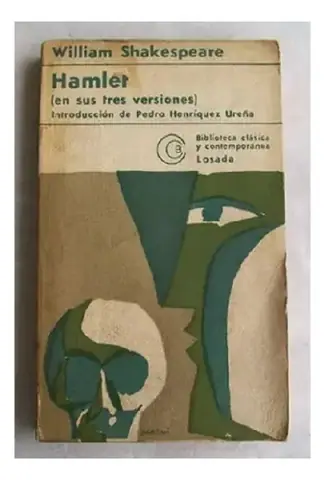 William Shakespeare
Hamlet
(en sus tres versiones)
Introducción de Pedro Henríquez Ureña
Biblioteca clásica
y contemporánea
Losada